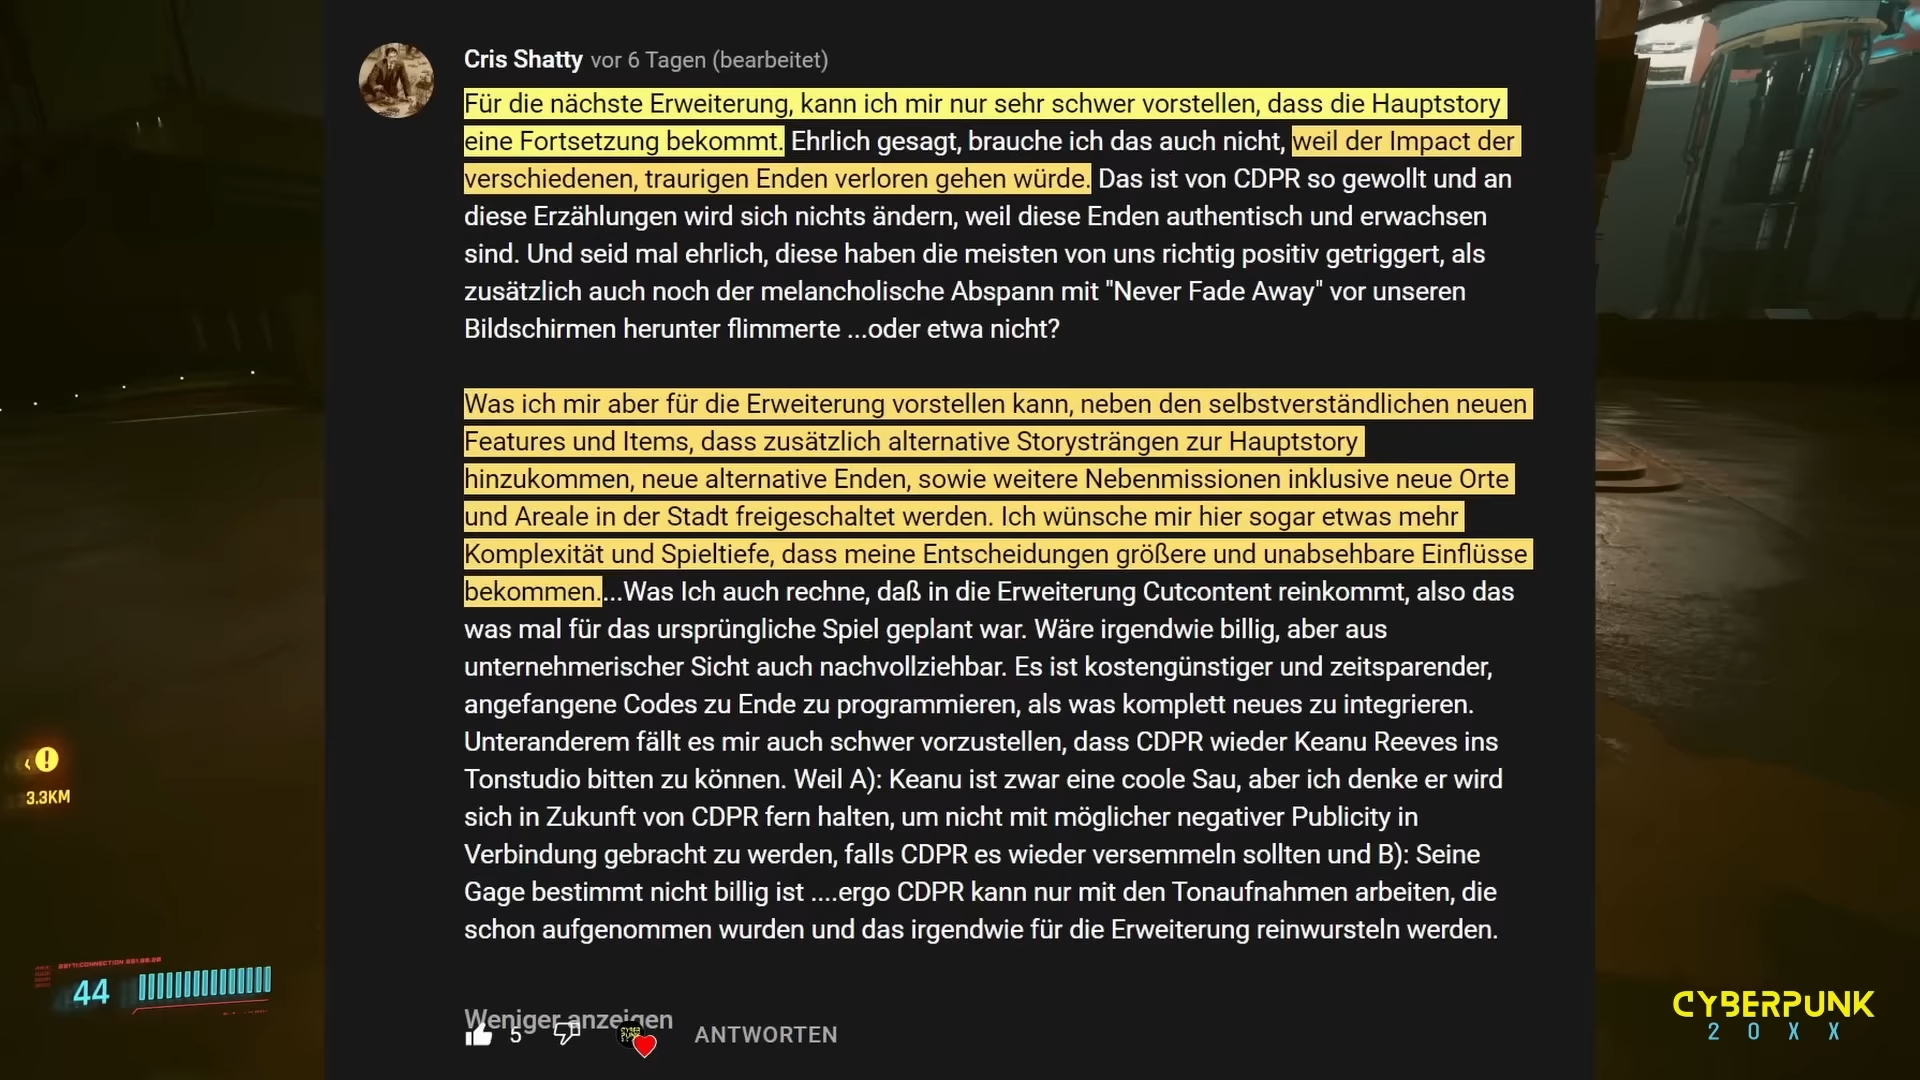 Cris Shatty vor 6 Tagen (bearbeitet)
Für die nächste Erweiterung, kann ich mir nur sehr schwer vorstellen, dass die Hauptstory
eine Fortsetzung bekommt. Ehrlich gesagt, brauche ich das auch nicht, weil der Impact der
verschiedenen, traurigen Enden verloren gehen würde. Das ist von CDPR so gewollt und an
diese Erzählungen wird sich nichts ändern, weil diese Enden authentisch und erwachsen
sind. Und seid mal ehrlich, diese haben die meisten von uns richtig positiv getriggert, als
zusätzlich auch noch der melancholische Abspann mit "Never Fade Away" vor unseren
Bildschirmen herunter flimmerte ...oder etwa nicht?
Was ich mir aber für die Erweiterung vorstellen kann, neben den selbstverständlichen neuen
Features und Items, dass zusätzlich alternative Storysträngen zur Hauptstory
hinzukommen, neue alternative Enden, sowie weitere Nebenmissionen inklusive neue Orte
und Areale in der Stadt freigeschaltet werden. Ich wünsche mir hier sogar etwas mehr
Komplexität und Spieltiefe, dass meine Entscheidungen größere und unabsehbare Einflüsse
bekommen....Was Ich auch rechne, daß in die Erweiterung Cutcontent reinkommt, also das
was mal für das ursprüngliche Spiel geplant war. Wäre irgendwie billig, aber aus
unternehmerischer Sicht auch nachvollziehbar. Es ist kostengünstiger und zeitsparender,
angefangene Codes zu Ende zu programmieren, als was komplett neues zu integrieren.
Unteranderem fällt es mir auch schwer vorzustellen, dass CDPR wieder Keanu Reeves ins
Tonstudio bitten zu können. Weil A): Keanu ist zwar eine coole Sau, aber ich denke er wird
sich in Zukunft von CDPR fern halten, um nicht mit möglicher negativer Publicity in
Verbindung gebracht zu werden, falls CDPR es wieder versemmeln sollten und B): Seine
Gage bestimmt nicht billig ist ....ergo CDPR kann nur mit den Tonaufnahmen arbeiten, die
schon aufgenommen wurden und das irgendwie für die Erweiterung reinwursteln werden.
Weniger anzeigen
5 ANTWORTEN
3.3KM
44
CYBERPUNK
20XX